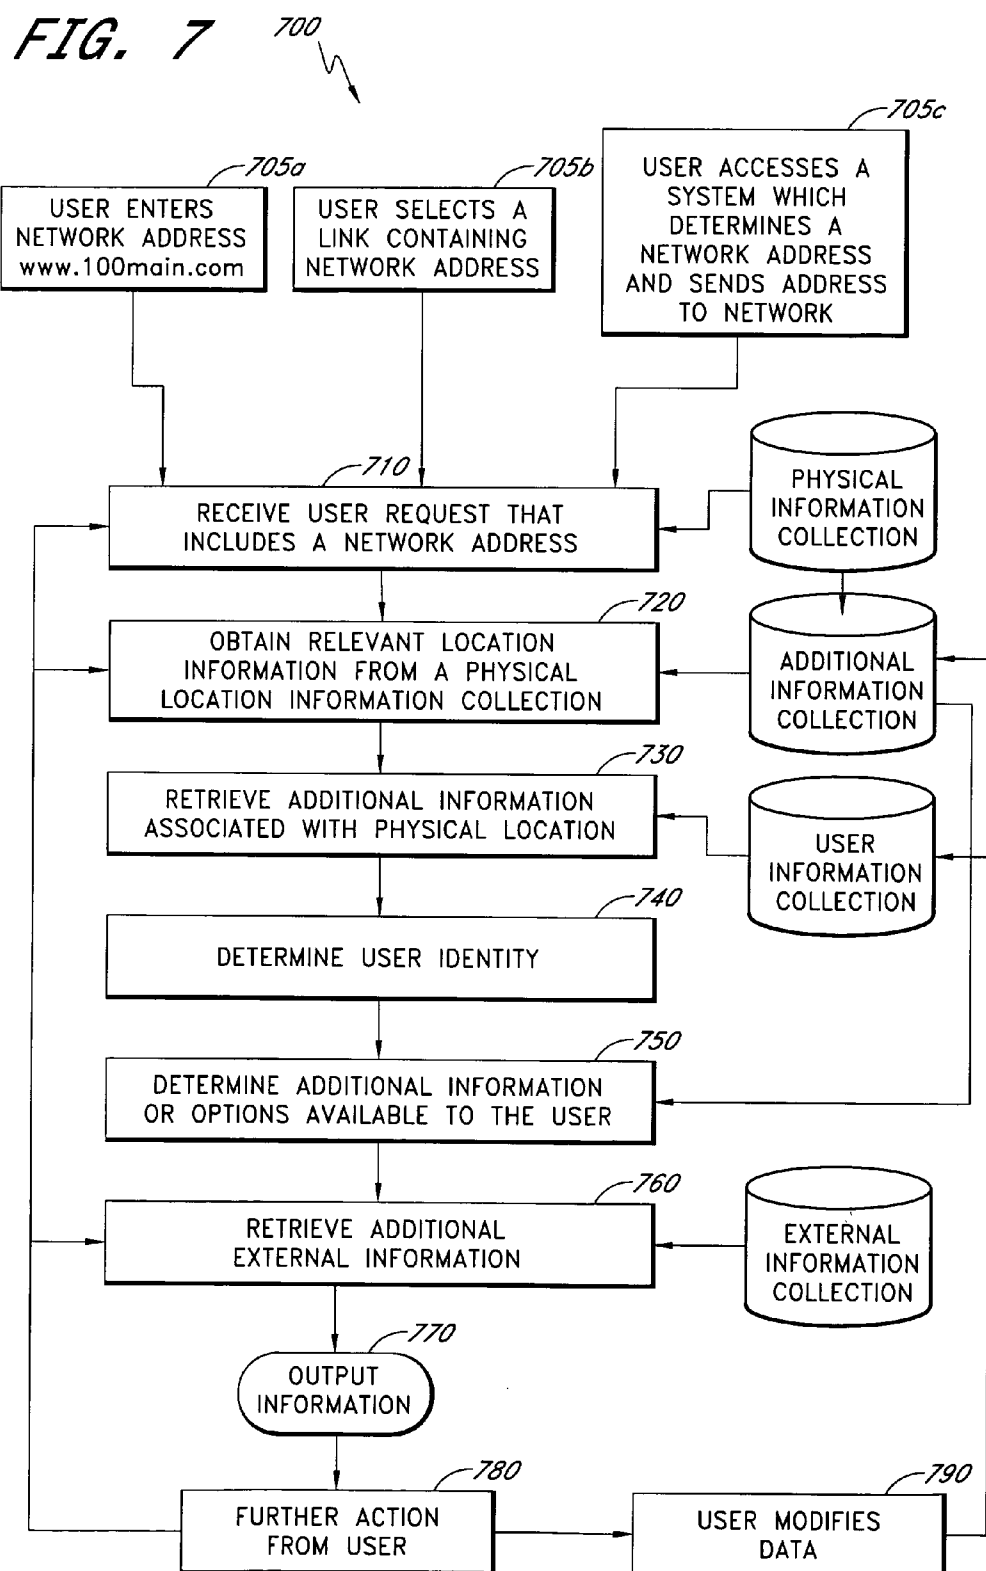 FIG. 7
700
705a
USER ENTERS
NETWORK ADDRESS
www.100main.com
705b
USER SELECTS A
LINK CONTAINING
NETWORK ADDRESS
705c
USER ACCESSES A
SYSTEM WHICH
DETERMINES A
NETWORK ADDRESS
AND SENDS ADDRESS
TO NETWORK
710
RECEIVE USER REQUEST THAT
INCLUDES A NETWORK ADDRESS
PHYSICAL
INFORMATION
COLLECTION
720
OBTAIN RELEVANT LOCATION
INFORMATION FROM A PHYSICAL
LOCATION INFORMATION COLLECTION
ADDITIONAL
INFORMATION
COLLECTION
730
RETRIEVE ADDITIONAL INFORMATION
ASSOCIATED WITH PHYSICAL LOCATION
USER
INFORMATION
COLLECTION
740
DETERMINE USER IDENTITY
750
DETERMINE ADDITIONAL INFORMATION
OR OPTIONS AVAILABLE TO THE USER
760
RETRIEVE ADDITIONAL
EXTERNAL INFORMATION
EXTERNAL
INFORMATION
COLLECTION
770
OUTPUT
INFORMATION
780
FURTHER ACTION
FROM USER
790
USER MODIFIES
DATA